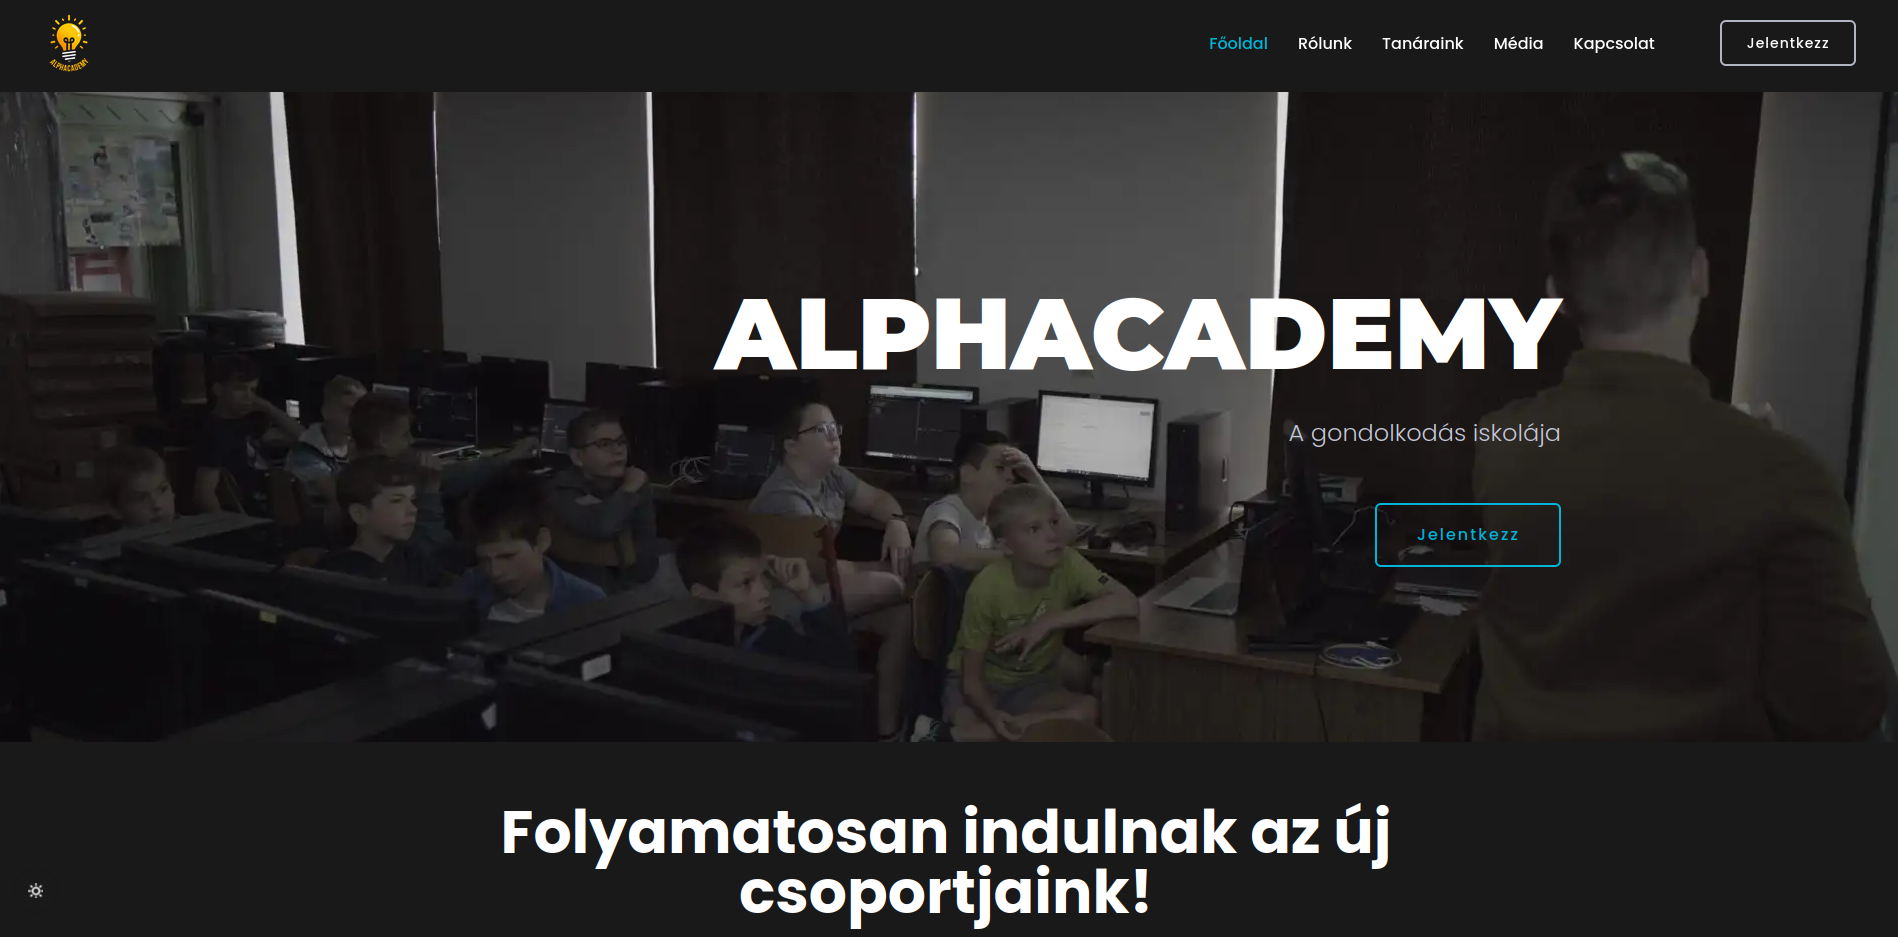 ALPHACADEMY
Főoldal
Rólunk
Tanáraink
Média
Kapcsolat
Jelentkezz
ALPHACADEMY
A gondolkodás iskolája
Jelentkezz
Folyamatosan indulnak az új
csoportjaink!